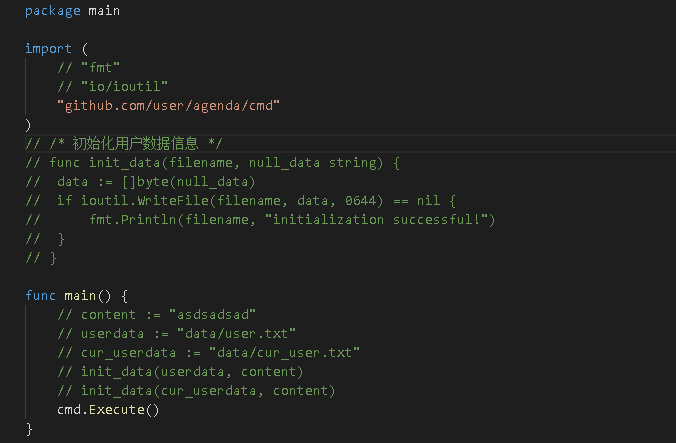 package main
import (
// "fmt"
// "io/ioutil"
"github.com/user/agenda/cmd"
)
// /* 初始化用户数据信息 */
// func init_data(filename, null_data string) {
//  data := []byte(null_data)
//  if ioutil.WriteFile(filename, data, 0644) == nil {
//      fmt.Println(filename, "initialization successful!")
//  }
// }
func main() {
// content := "asdsadsad"
// userdata := "data/user.txt"
// cur_userdata := "data/cur_user.txt"
// init_data(userdata, content)
// init_data(cur_userdata, content)
cmd.Execute()
}